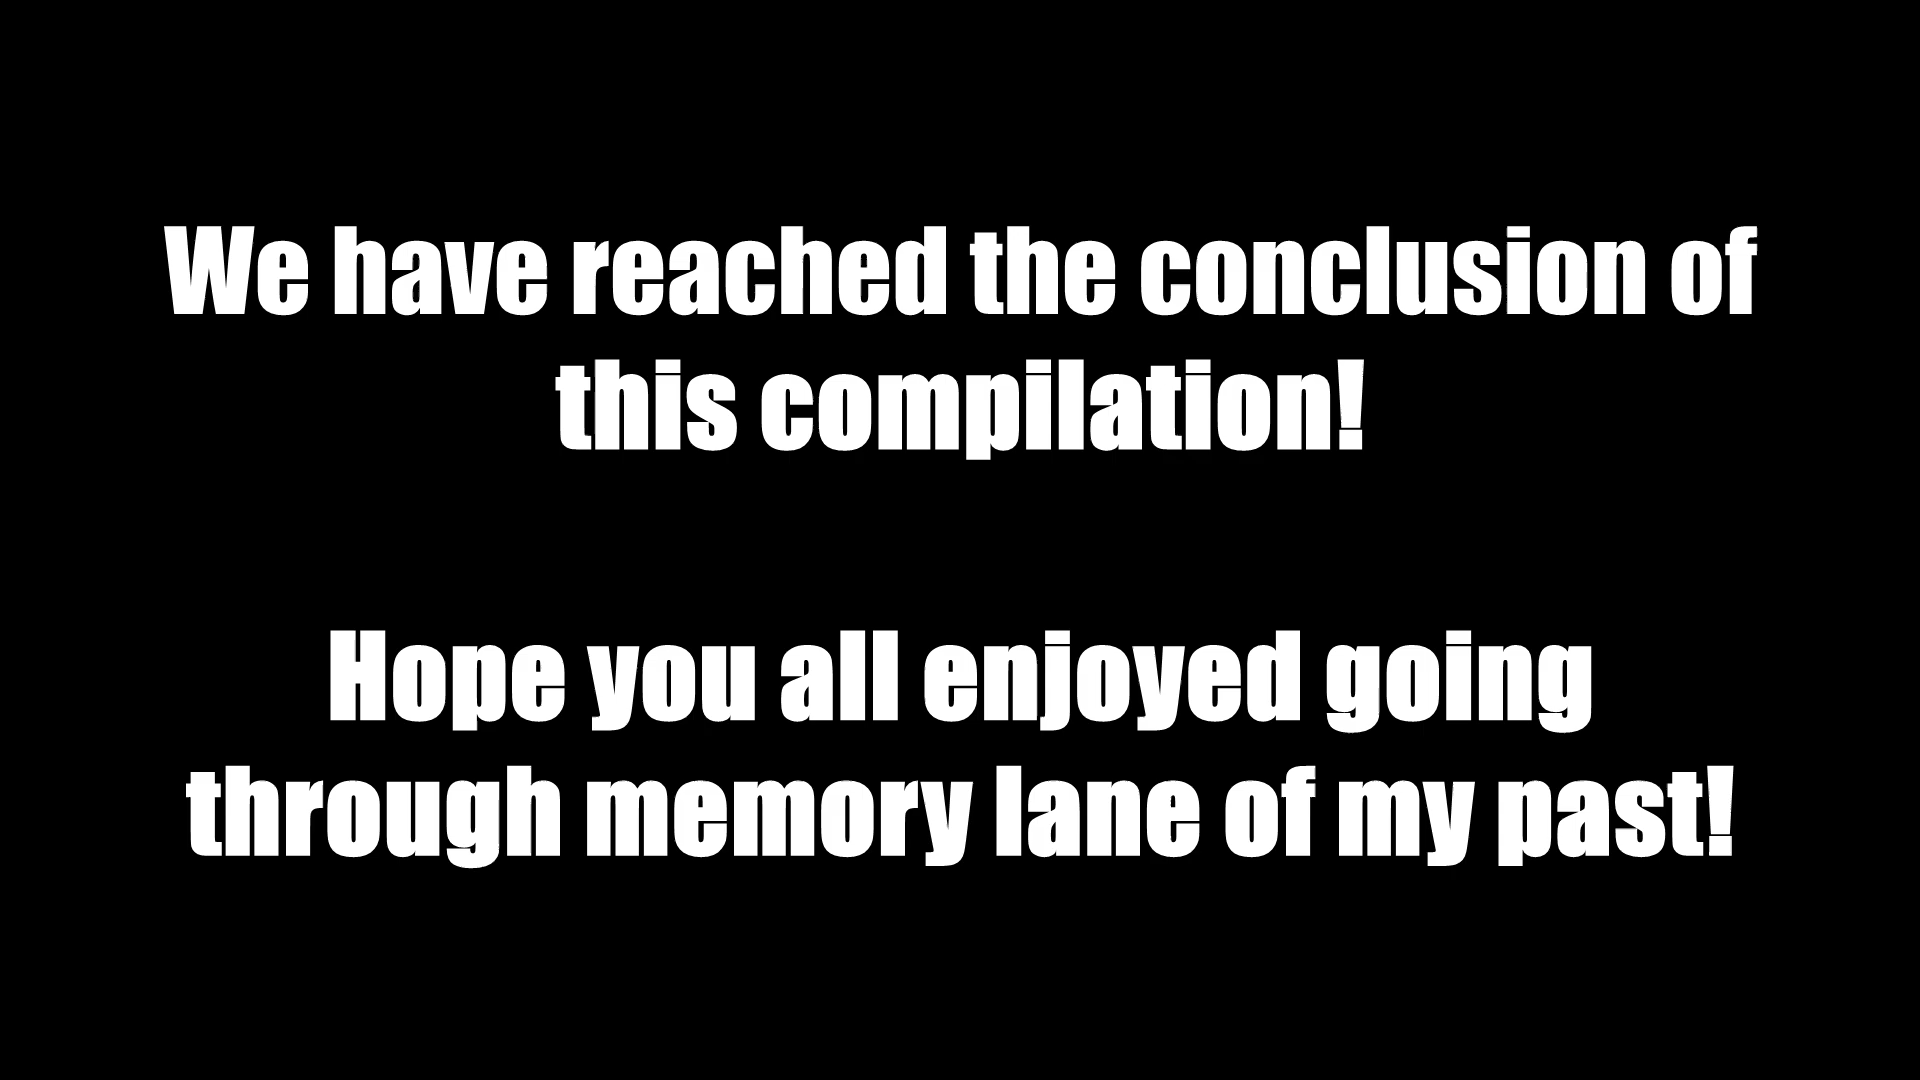 We have reached the conclusion of
this compilation!
Hope you all enjoyed going
through memory lane of my past!